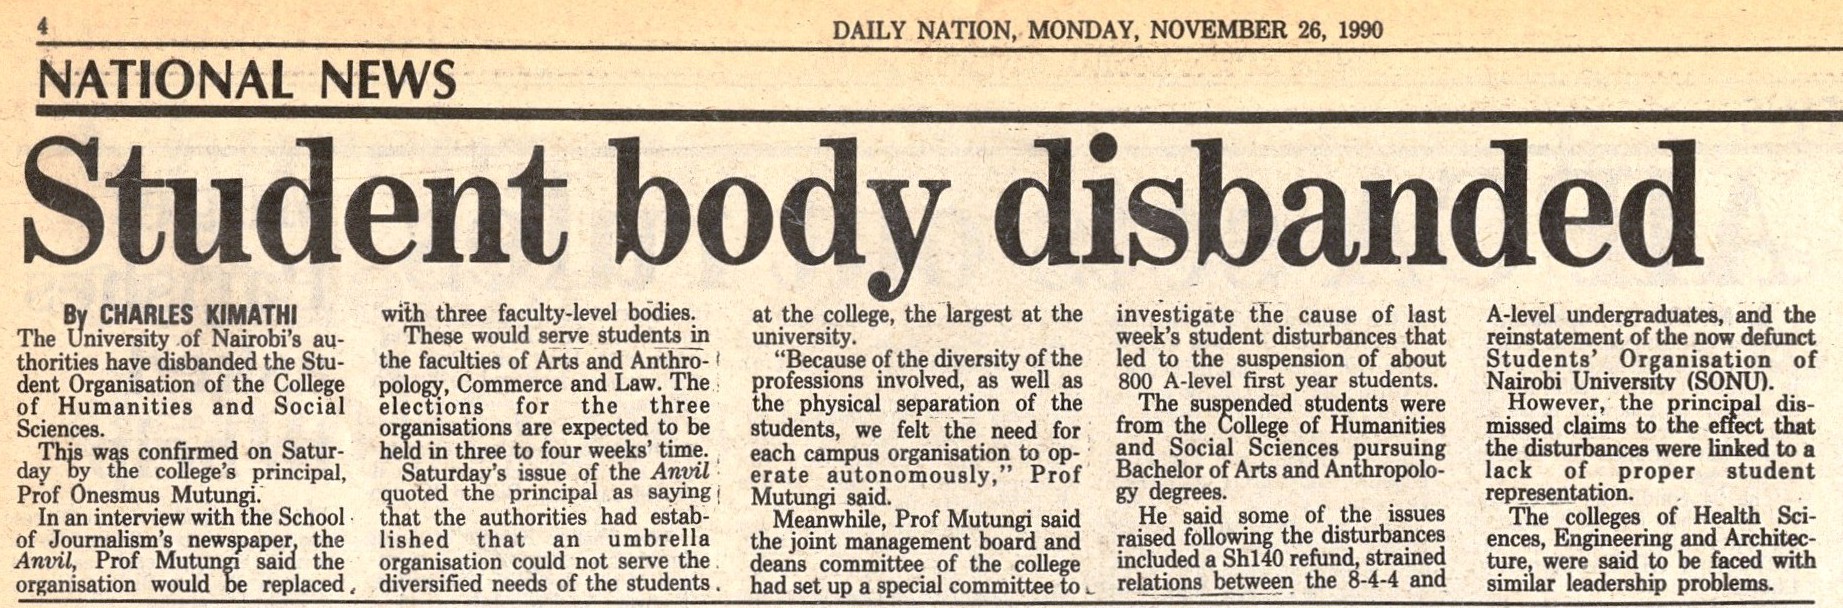 4
DAILY NATION, MONDAY, NOVEMBER 26, 1990
NATIONAL NEWS
Student body disbanded
By CHARLES KIMATHI
The University of Nairobi's au-
thorities have disbanded the Stu-
dent Organisation of the College
of Humanities and Social
Sciences.
This was confirmed on Satur-
day by the college's principal,
Prof Onesmus Mutungi.
In an interview with the School
of Journalism's newspaper, the
Anvil, Prof Mutungi said the
organisation would be replaced
with three faculty-level bodies.
These would serve students in
the faculties of Arts and Anthro-
pology, Commerce and Law. The
elections for the three
organisations are expected to be
held in three to four weeks' time.
Saturday's issue of the Anvil
quoted the principal as saying
that the authorities had estab-
lished that an umbrella
organisation could not serve the
diversified needs of the students
at the college, the largest at the
university.
"Because of the diversity of the
professions involved, as well as
the physical separation of the
students, we felt the need for
each campus organisation to op-
erate autonomously," Prof
Mutungi said.
Meanwhile, Prof Mutungi said
the joint management board and
deans committee of the college
had set up a special committee to
investigate the cause of last
week's student disturbances that
led to the suspension of about
800 A-level first year students.
The suspended students were
from the College of Humanities
and Social Sciences pursuing
Bachelor of Arts and Anthropolo-
gy degrees.
He said some of the issues
raised following the disturbances
included a Sh140 refund, strained
relations between the 8-4-4 and
A-level undergraduates, and the
reinstatement of the now defunct
Students' Organisation of
Nairobi University (SONU).
However, the principal dis-
missed claims to the effect that
the disturbances were linked to a
lack of proper student
representation.
The colleges of Health Sci-
ences, Engineering and Architec-
ture, were said to be faced with
similar leadership problems.